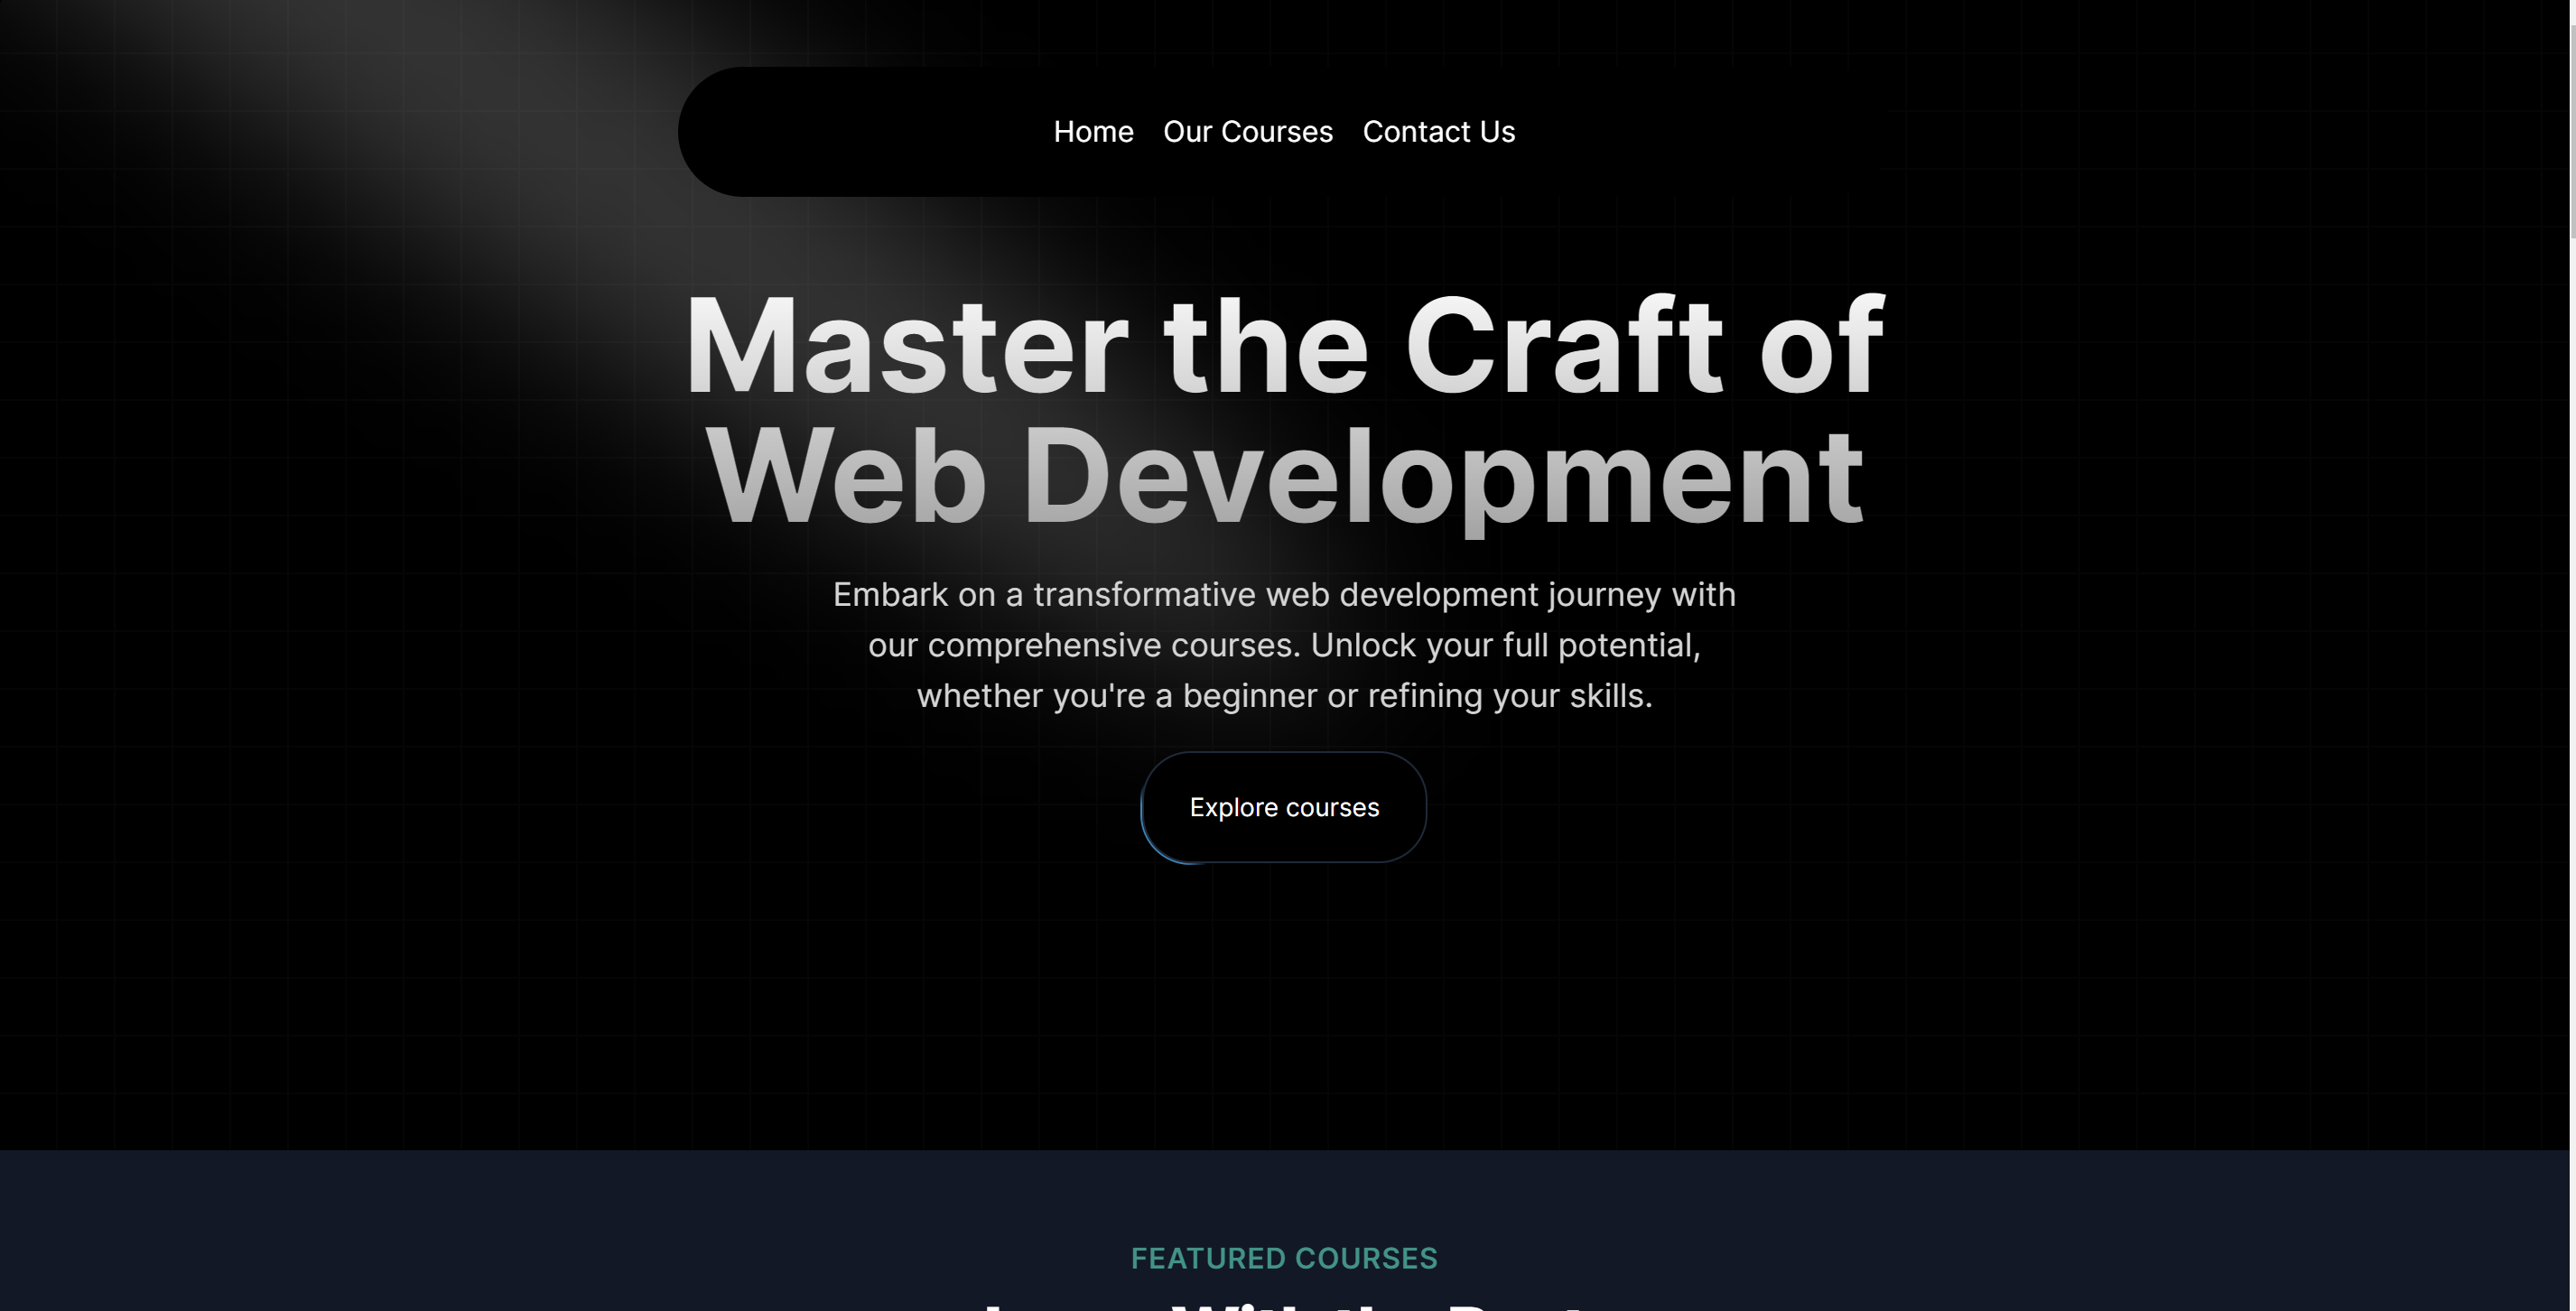 Home Our Courses Contact Us
Master the Craft of
Web Development
Embark on a transformative web development journey with
our comprehensive courses. Unlock your full potential,
whether you're a beginner or refining your skills.
Explore courses
FEATURED COURSES